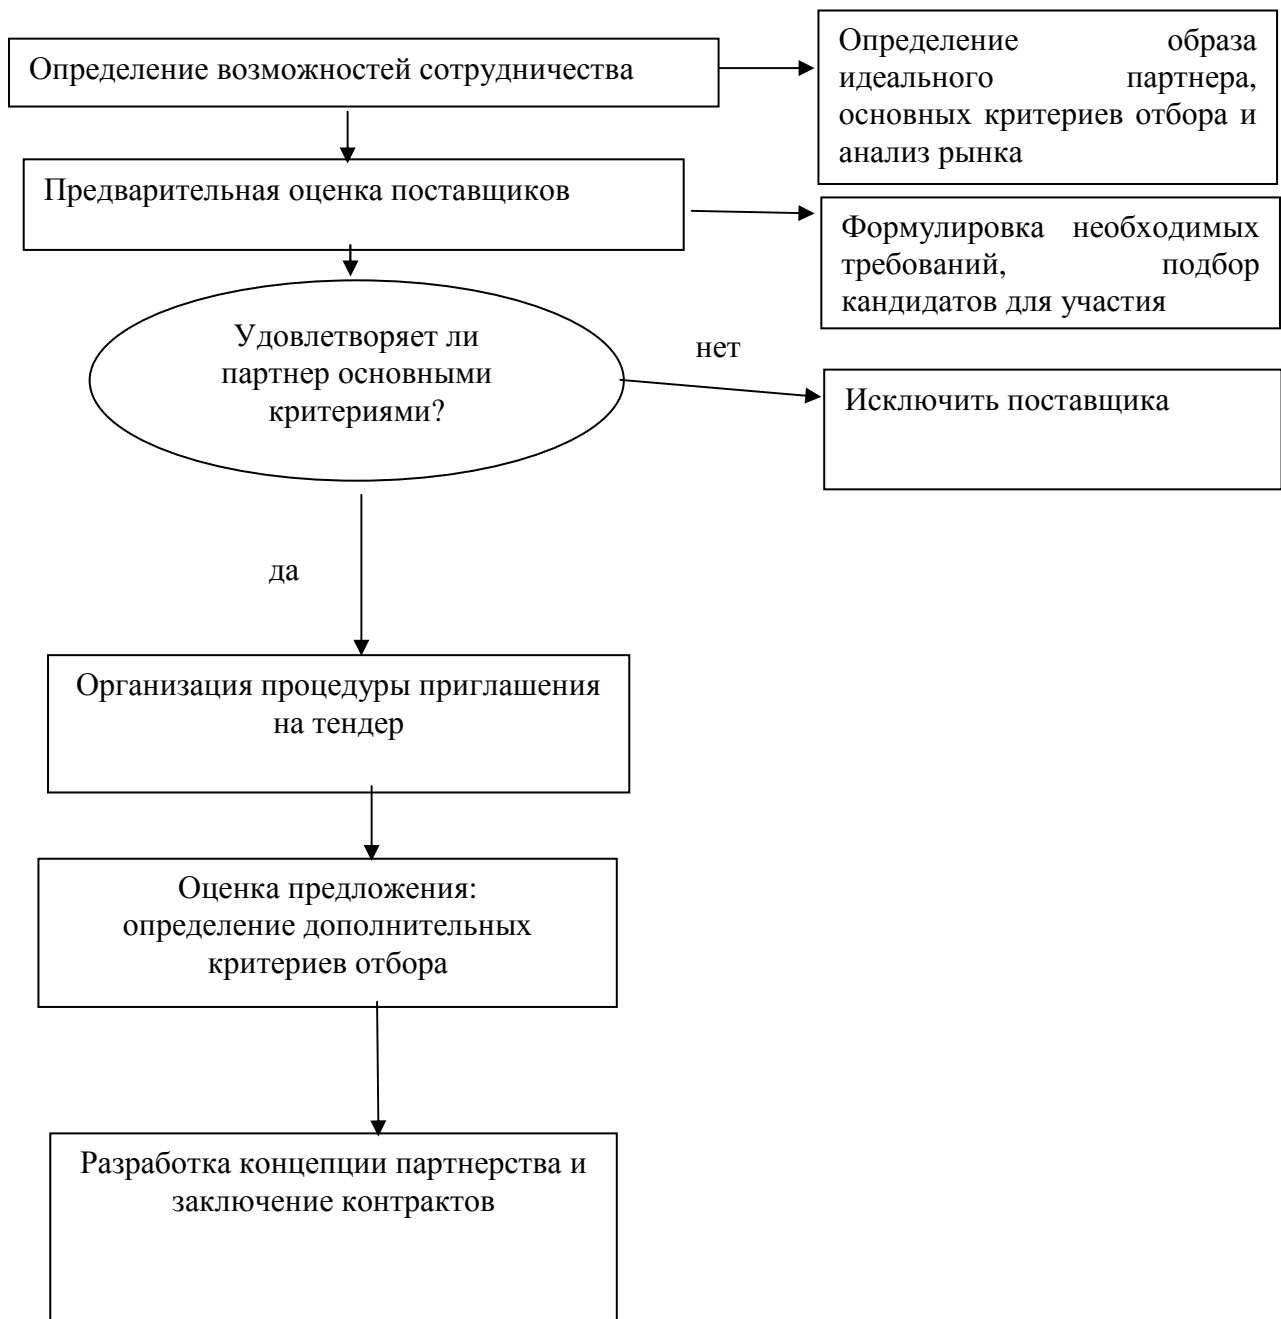 Определение возможностей сотрудничества
Определение образа
идеального партнера,
основных критериев отбора и
анализ рынка
Предварительная оценка поставщиков
Формулировка необходимых
требований, подбор
кандидатов для участия
Удовлетворяет ли
партнер основными
критериями?
нет
Исключить поставщика
да
Организация процедуры приглашения
на тендер
Оценка предложения:
определение дополнительных
критериев отбора
Разработка концепции партнерства и
заключение контрактов